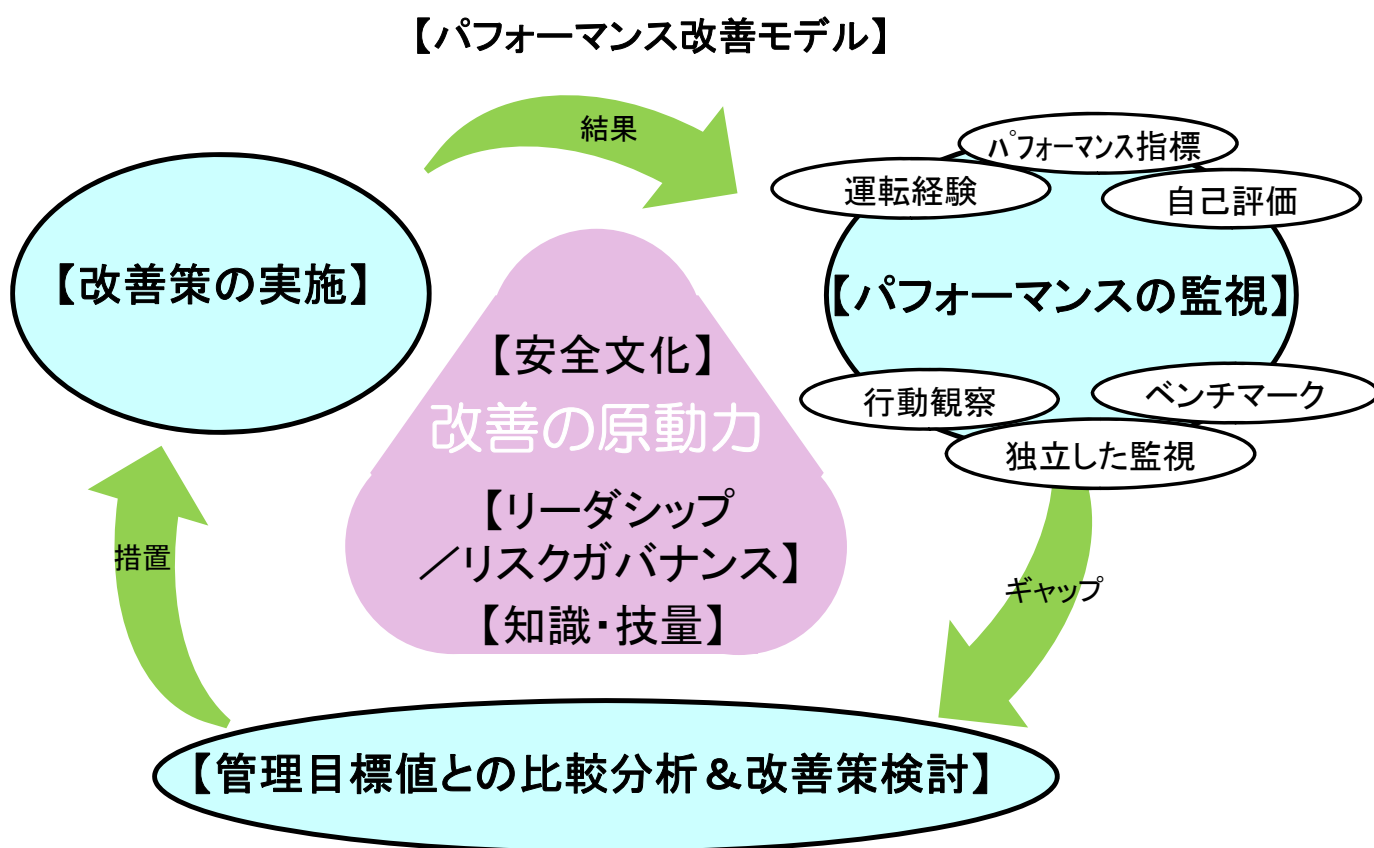 【パフォーマンス改善モデル】
結果
パフォーマンス指標
運転経験
自己評価
【改善策の実施】
【パフォーマンスの監視】
【安全文化】
改善の原動力
行動観察
ベンチマーク
独立した監視
【リーダシップ
／リスクガバナンス】
【知識・技量】
措置
ギャップ
【管理目標値との比較分析＆改善策検討】